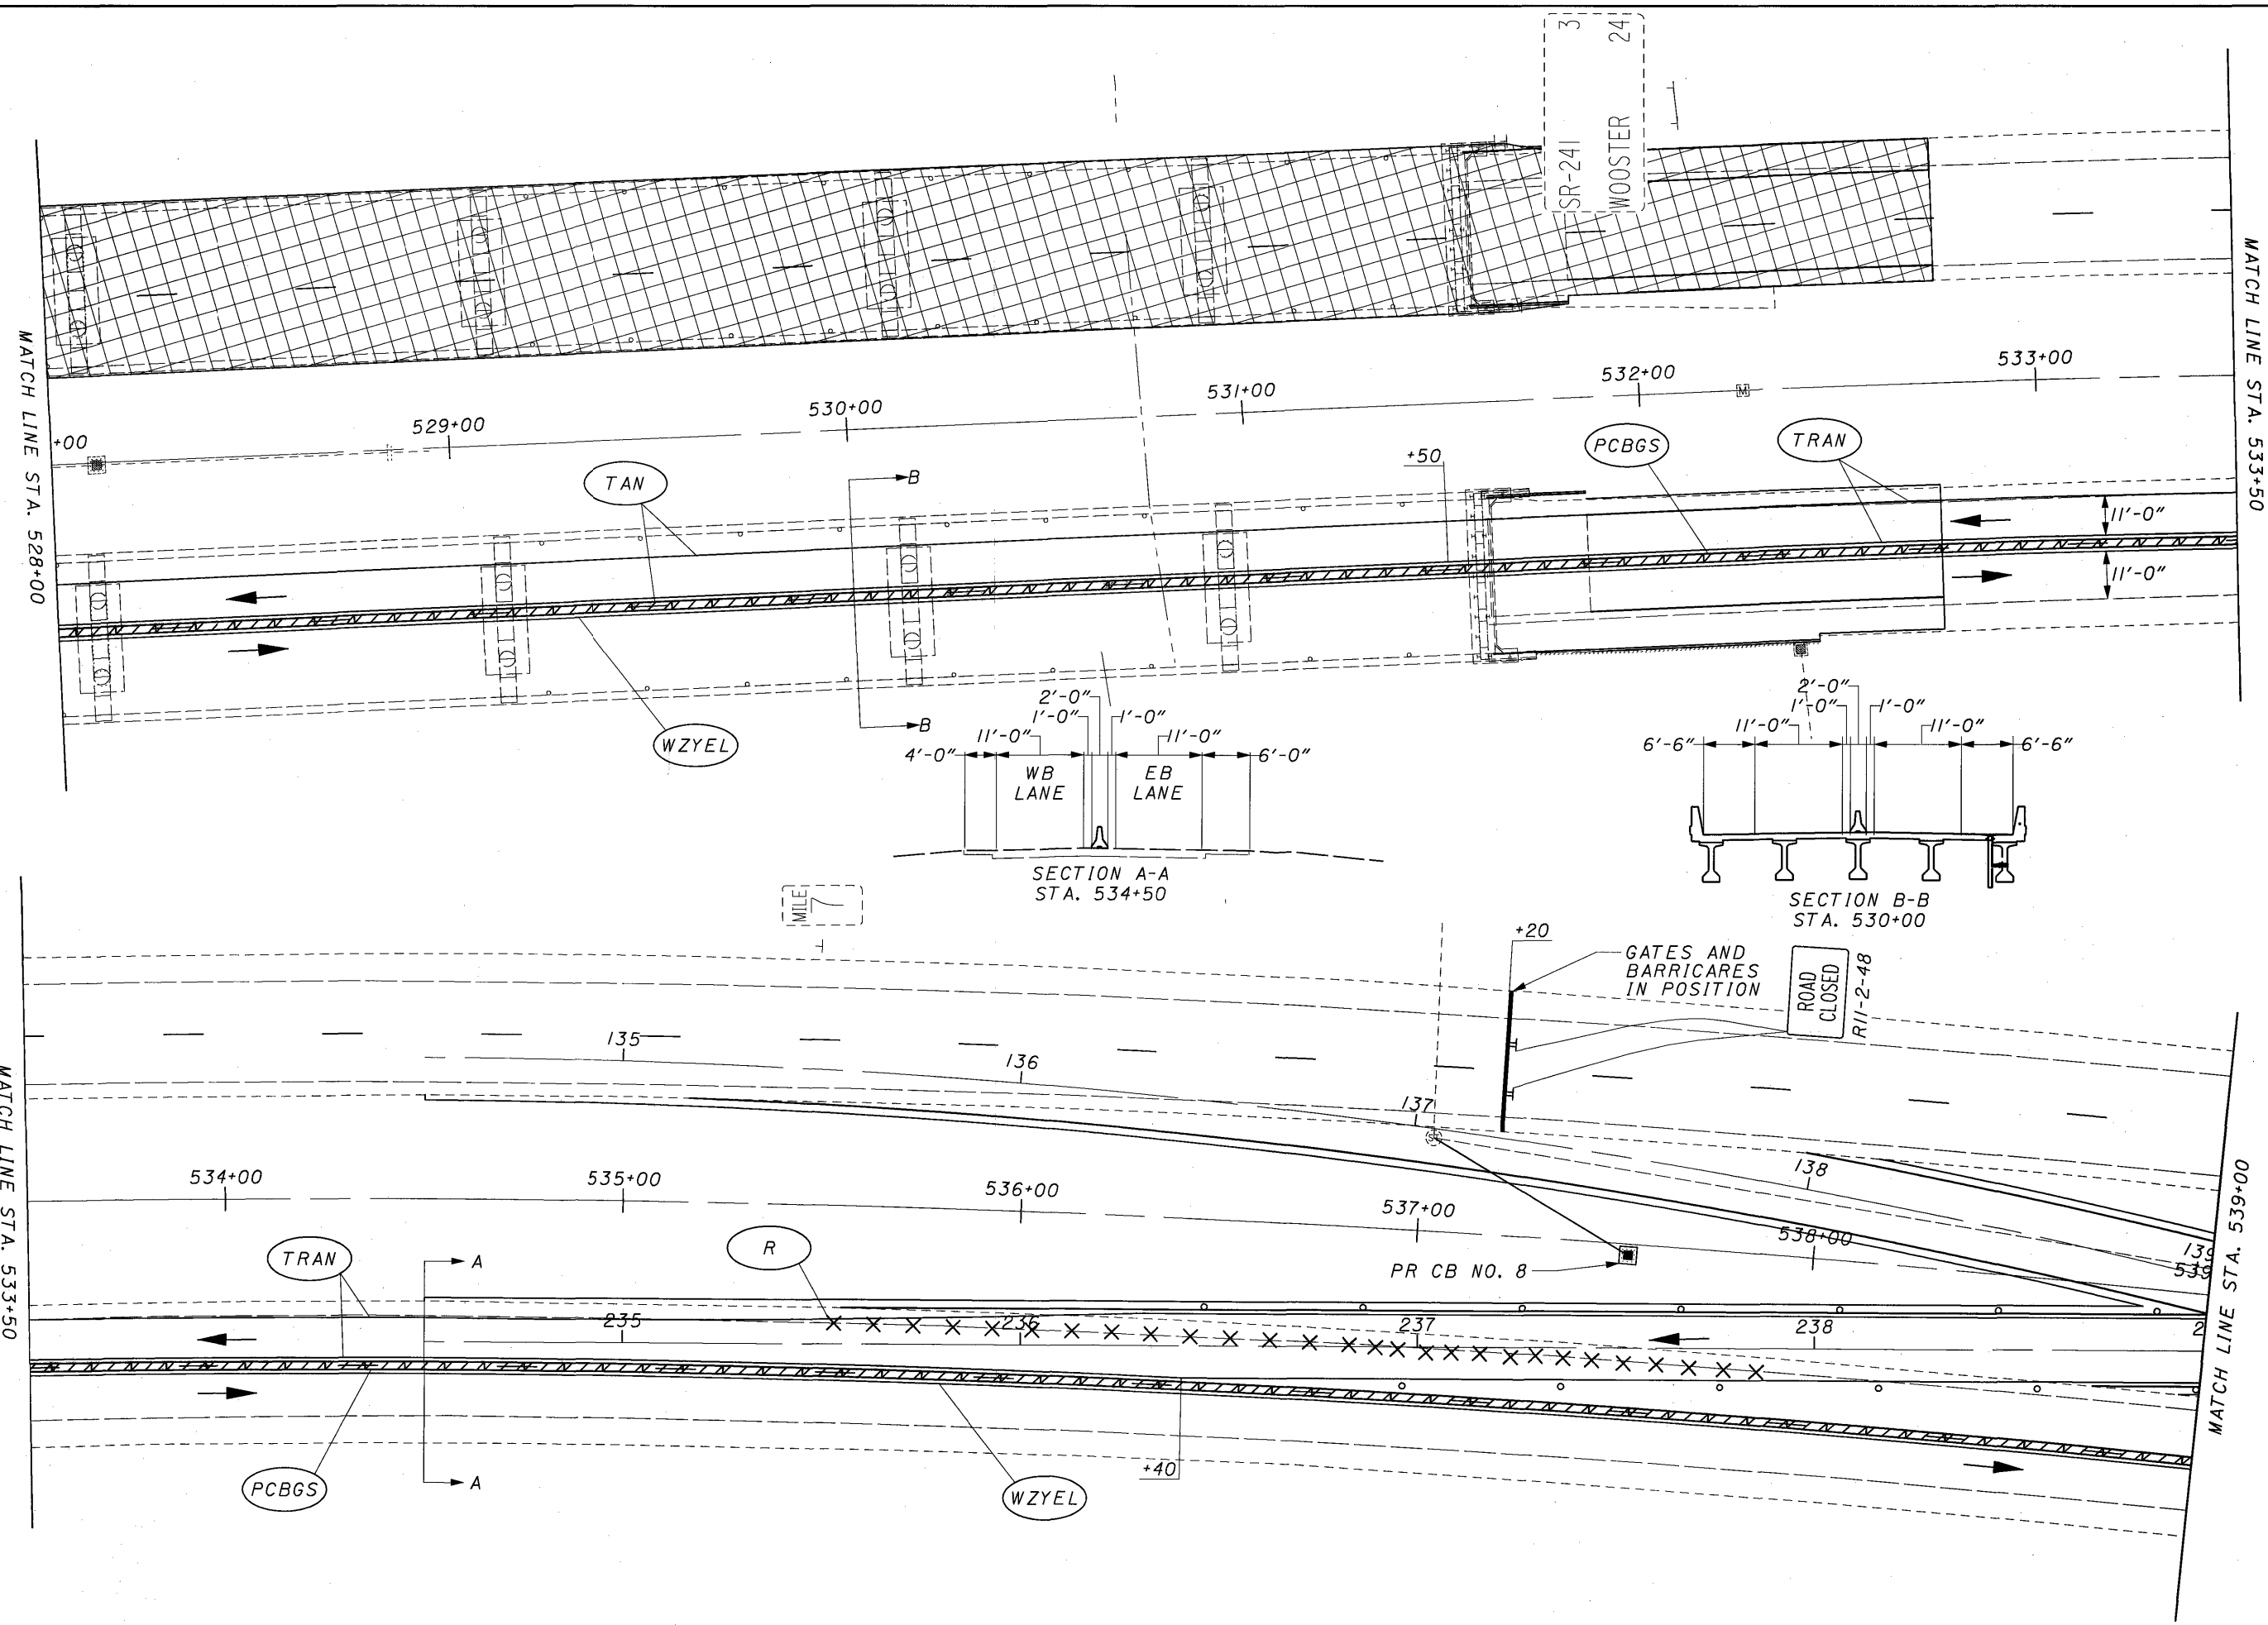 SR-241 3
WOOSTER 24
MATCH LINE STA. 528+00
MATCH LINE STA. 533+50
+00
529+00
530+00
531+00
532+00
M
533+00
TAN
B
B
+50
PCBGS
TRAN
11'-0"
11'-0"
WZYEL
2'-0"
1'-0" 1'-0"
11'-0" 11'-0"
4'-0" 6'-0"
WB
LANE
EB
LANE
SECTION A-A
STA. 534+50
2'-0"
1'-0" 1'-0"
11'-0" 11'-0"
6'-6" 6'-6"
SECTION B-B
STA. 530+00
MILE
7
+20
GATES AND
BARRICARES
IN POSITION
ROAD
CLOSED
R11-2-48
MATCH LINE STA. 533+50
MATCH LINE STA. 539+00
135
136
137
138
139
534+00
535+00
536+00
537+00
538+00
539
TRAN
A
A
R
PR CB NO. 8
235
236
237
238
2
PCBGS
WZYEL
+40